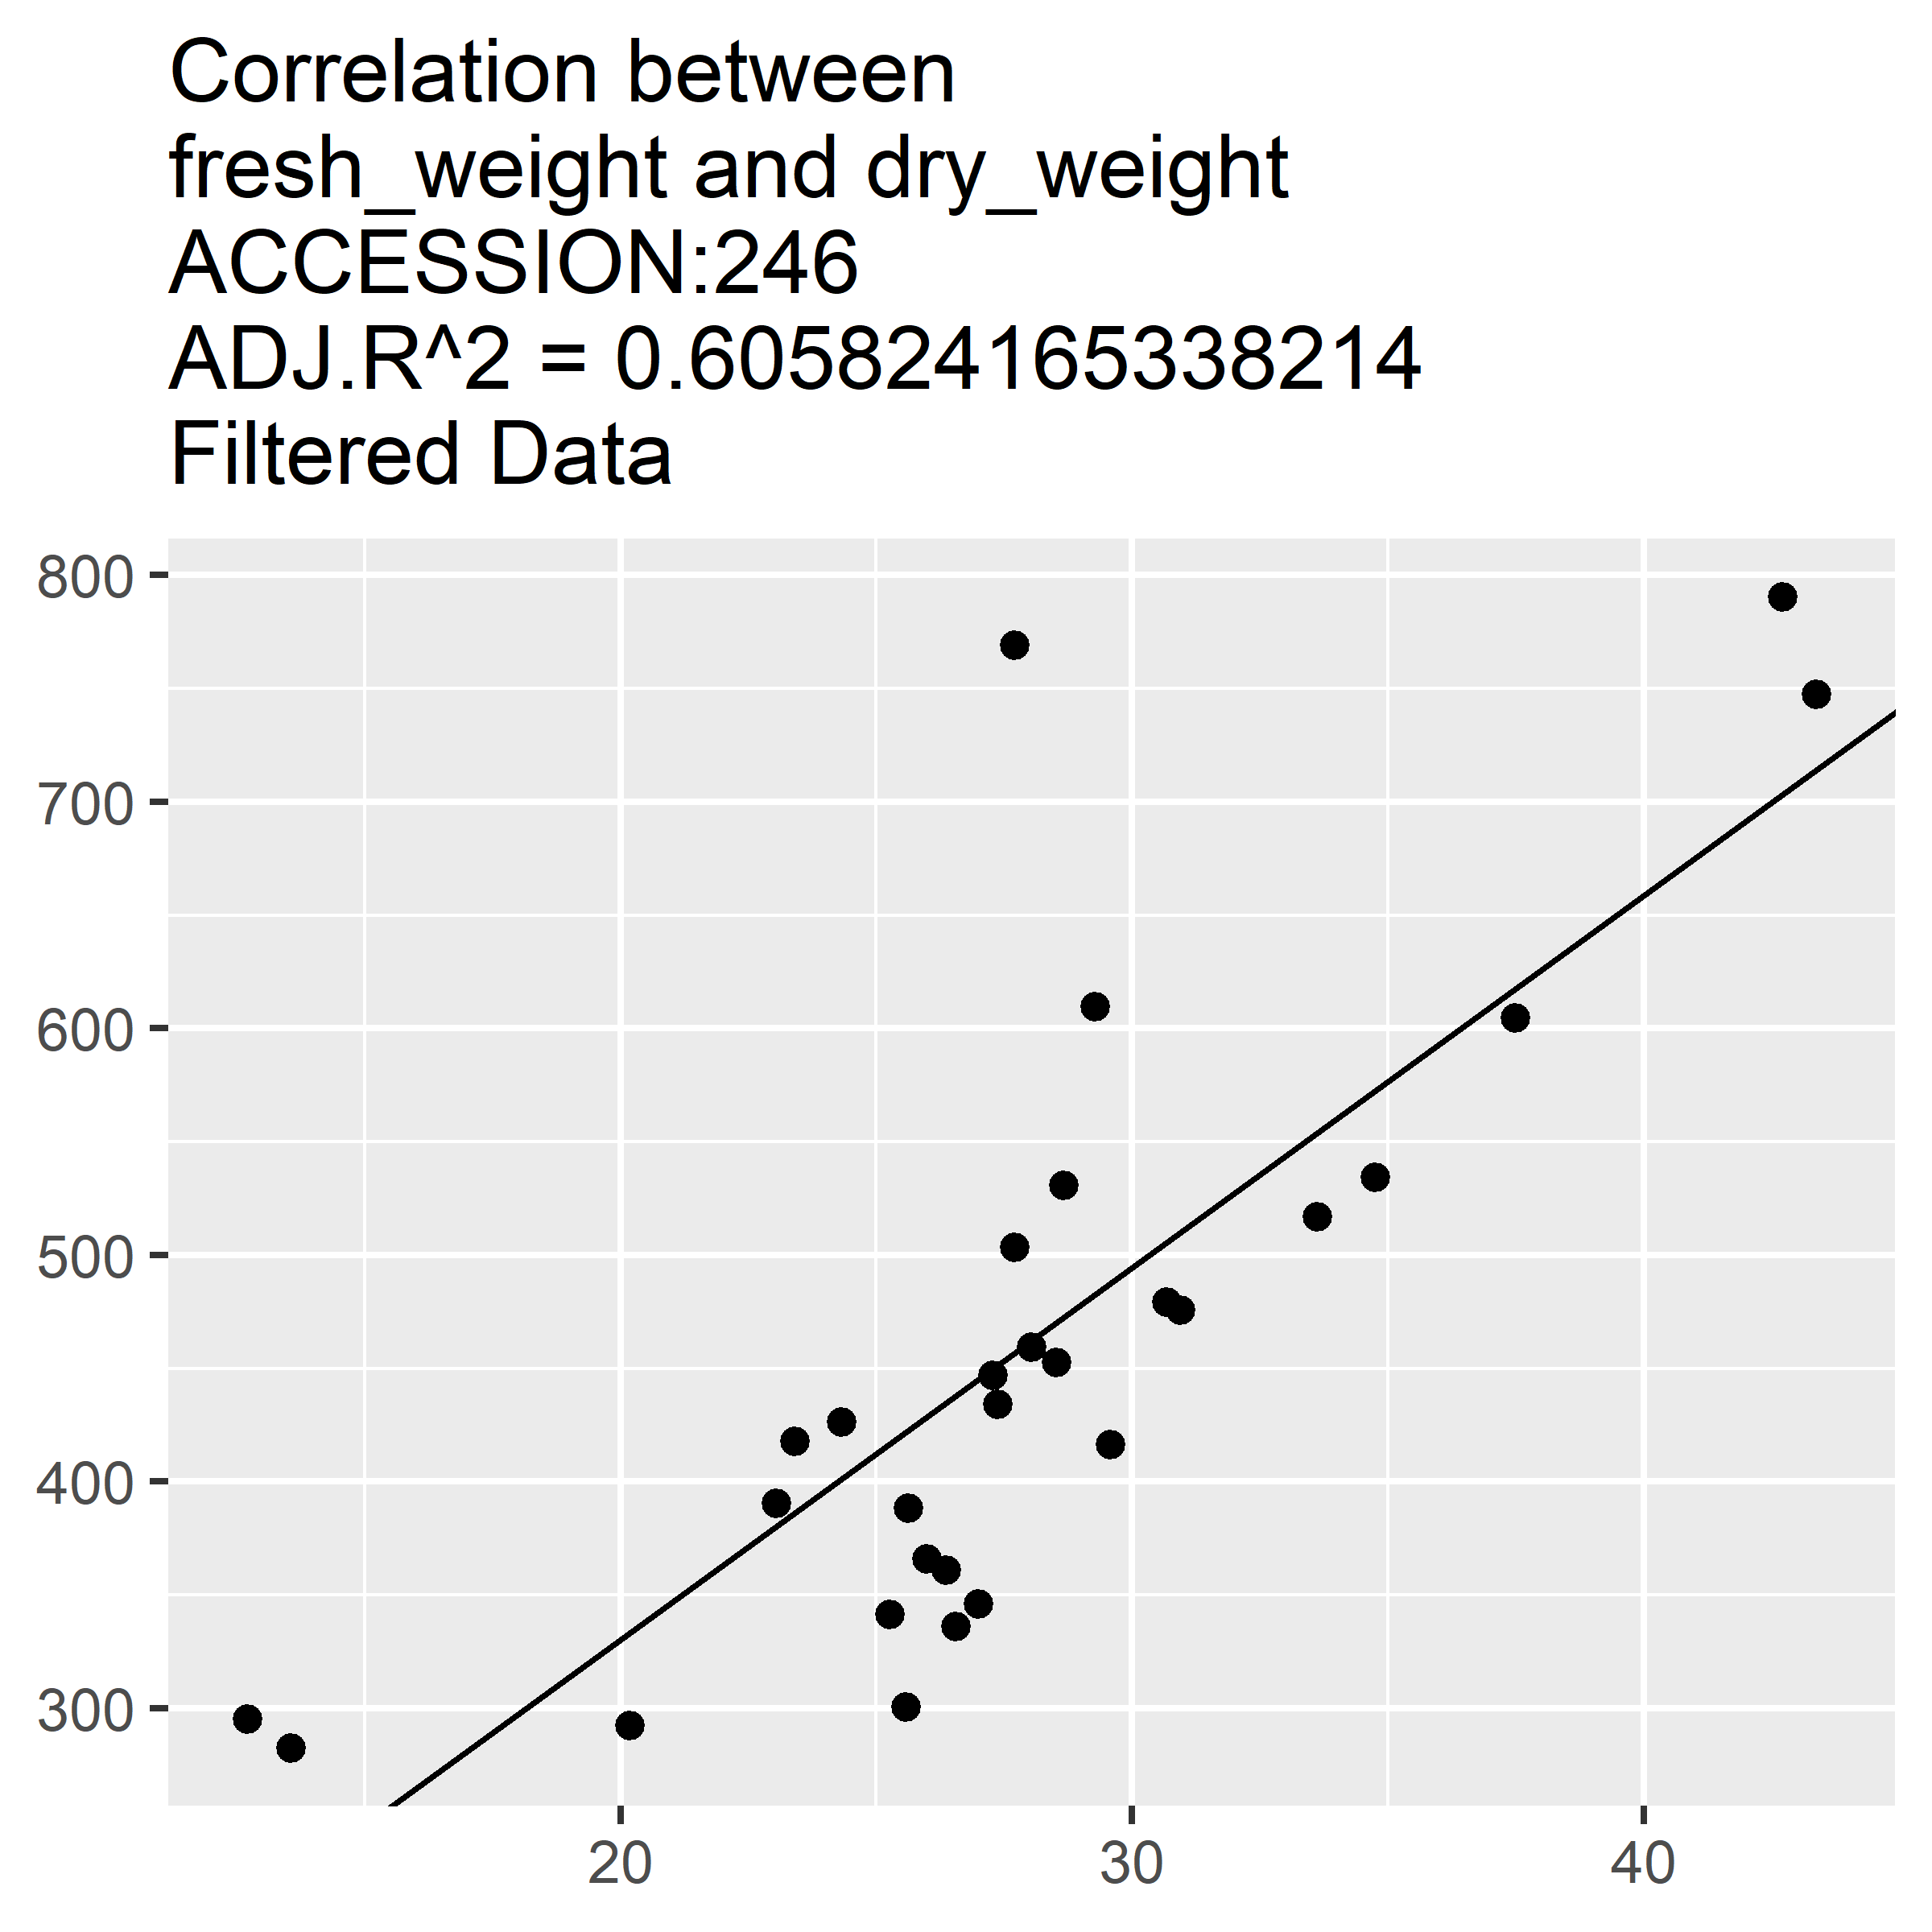 Correlation between
fresh_weight and dry_weight
ACCESSION:246
ADJ.R^2 = 0.605824165338214
Filtered Data
800
700
600
500
400
300
20 30 40